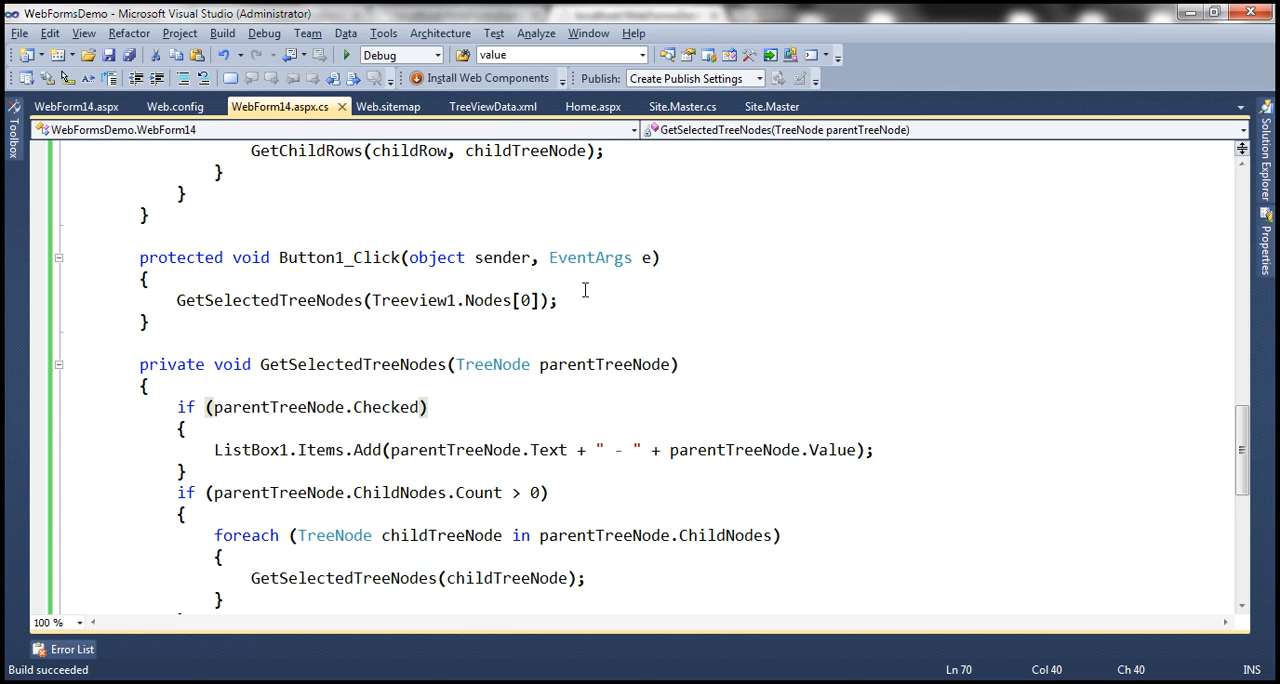 WebFormsDemo - Microsoft Visual Studio (Administrator)
File Edit View Refactor Project Build Debug Team Data Tools Architecture Test Analyze Window Help
Debug value
Install Web Components Publish: Create Publish Settings
WebForm14.aspx Web.config WebForm14.aspx.cs Web.sitemap TreeViewData.xml Home.aspx Site.Master.cs Site.Master
WebFormsDemo.WebForm14 GetSelectedTreeNodes(TreeNode parentTreeNode)
Toolbox
Solution Explorer
Properties
GetChildRows(childRow, childTreeNode);
}
}
}
protected void Button1_Click(object sender, EventArgs e)
{
GetSelectedTreeNodes(Treeview1.Nodes[0]);
}
private void GetSelectedTreeNodes(TreeNode parentTreeNode)
{
if (parentTreeNode.Checked)
{
ListBox1.Items.Add(parentTreeNode.Text + " - " + parentTreeNode.Value);
}
if (parentTreeNode.ChildNodes.Count > 0)
{
foreach (TreeNode childTreeNode in parentTreeNode.ChildNodes)
{
GetSelectedTreeNodes(childTreeNode);
}
100 %
Error List
Build succeeded Ln 70 Col 40 Ch 40 INS